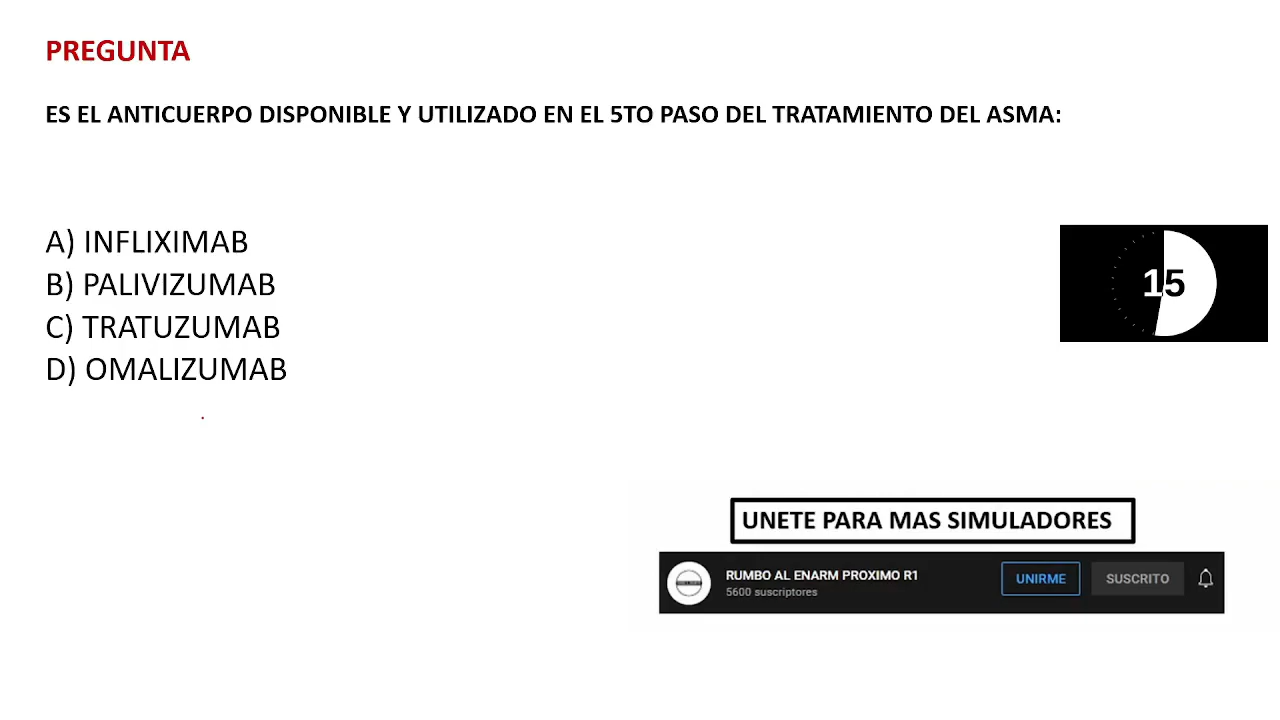 PREGUNTA
ES EL ANTICUERPO DISPONIBLE Y UTILIZADO EN EL 5TO PASO DEL TRATAMIENTO DEL ASMA:
A) INFLIXIMAB
B) PALIVIZUMAB
C) TRATUZUMAB
D) OMALIZUMAB
15
UNETE PARA MAS SIMULADORES
RUMBO AL ENARM PROXIMO R1
5600 suscriptores
UNIRME
SUSCRITO